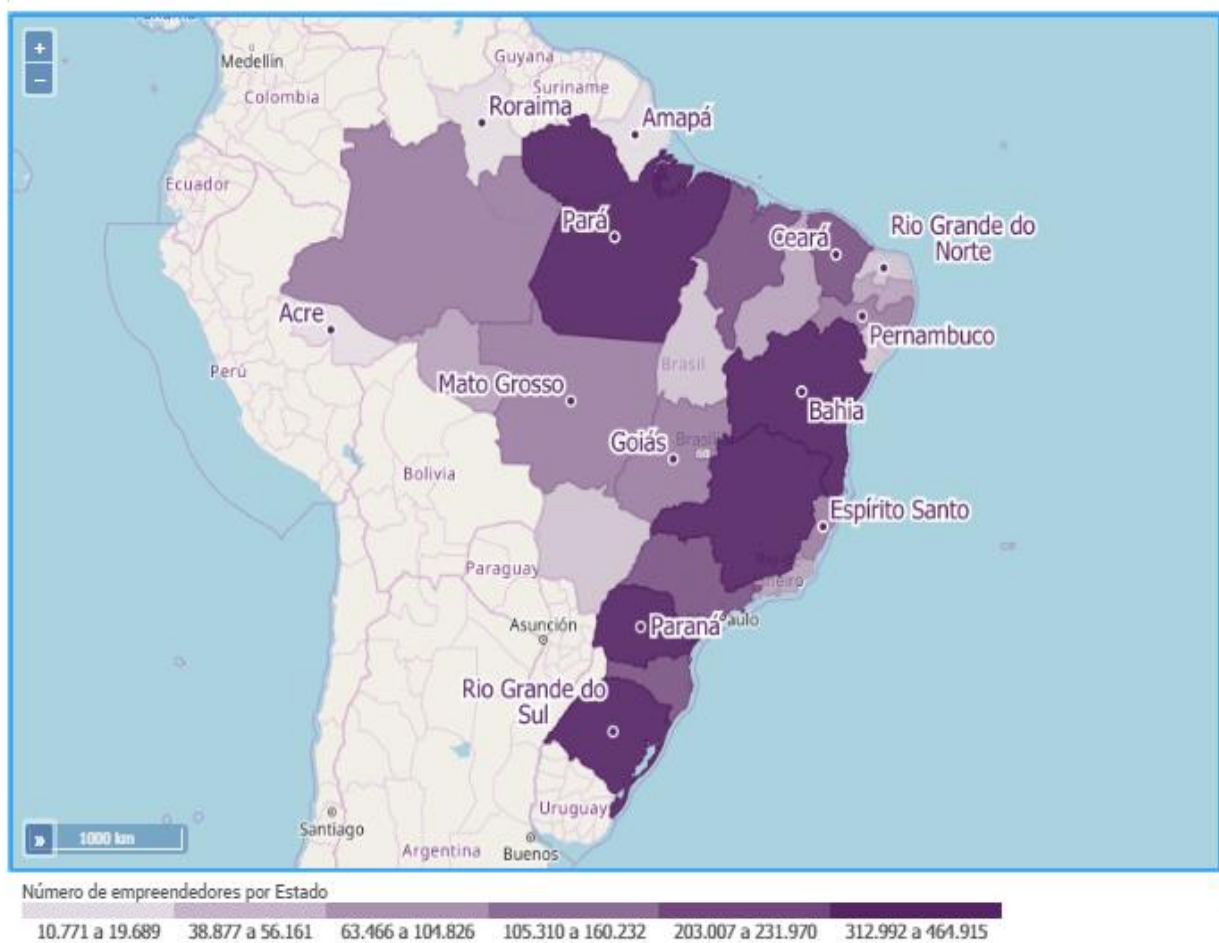 +
−
Medellin
Colombia
Guyana
Suriname
Roraima
Amapá
Ecuador
Pará
Ceará
Rio Grande do
Norte
Acre
Pernambuco
Perú
Brasil
Mato Grosso
Bahia
Goiás
Bolivia
Espírito Santo
Paraguay
Asunción
Paraná
aulo
Rio Grande do
Sul
Uruguay
»
1000 km
Santiago
Argentina
Buenos
Número de empreendedores por Estado
10.771 a 19.689 38.877 a 56.161 63.466 a 104.826 105.310 a 160.232 203.007 a 231.970 312.992 a 464.915